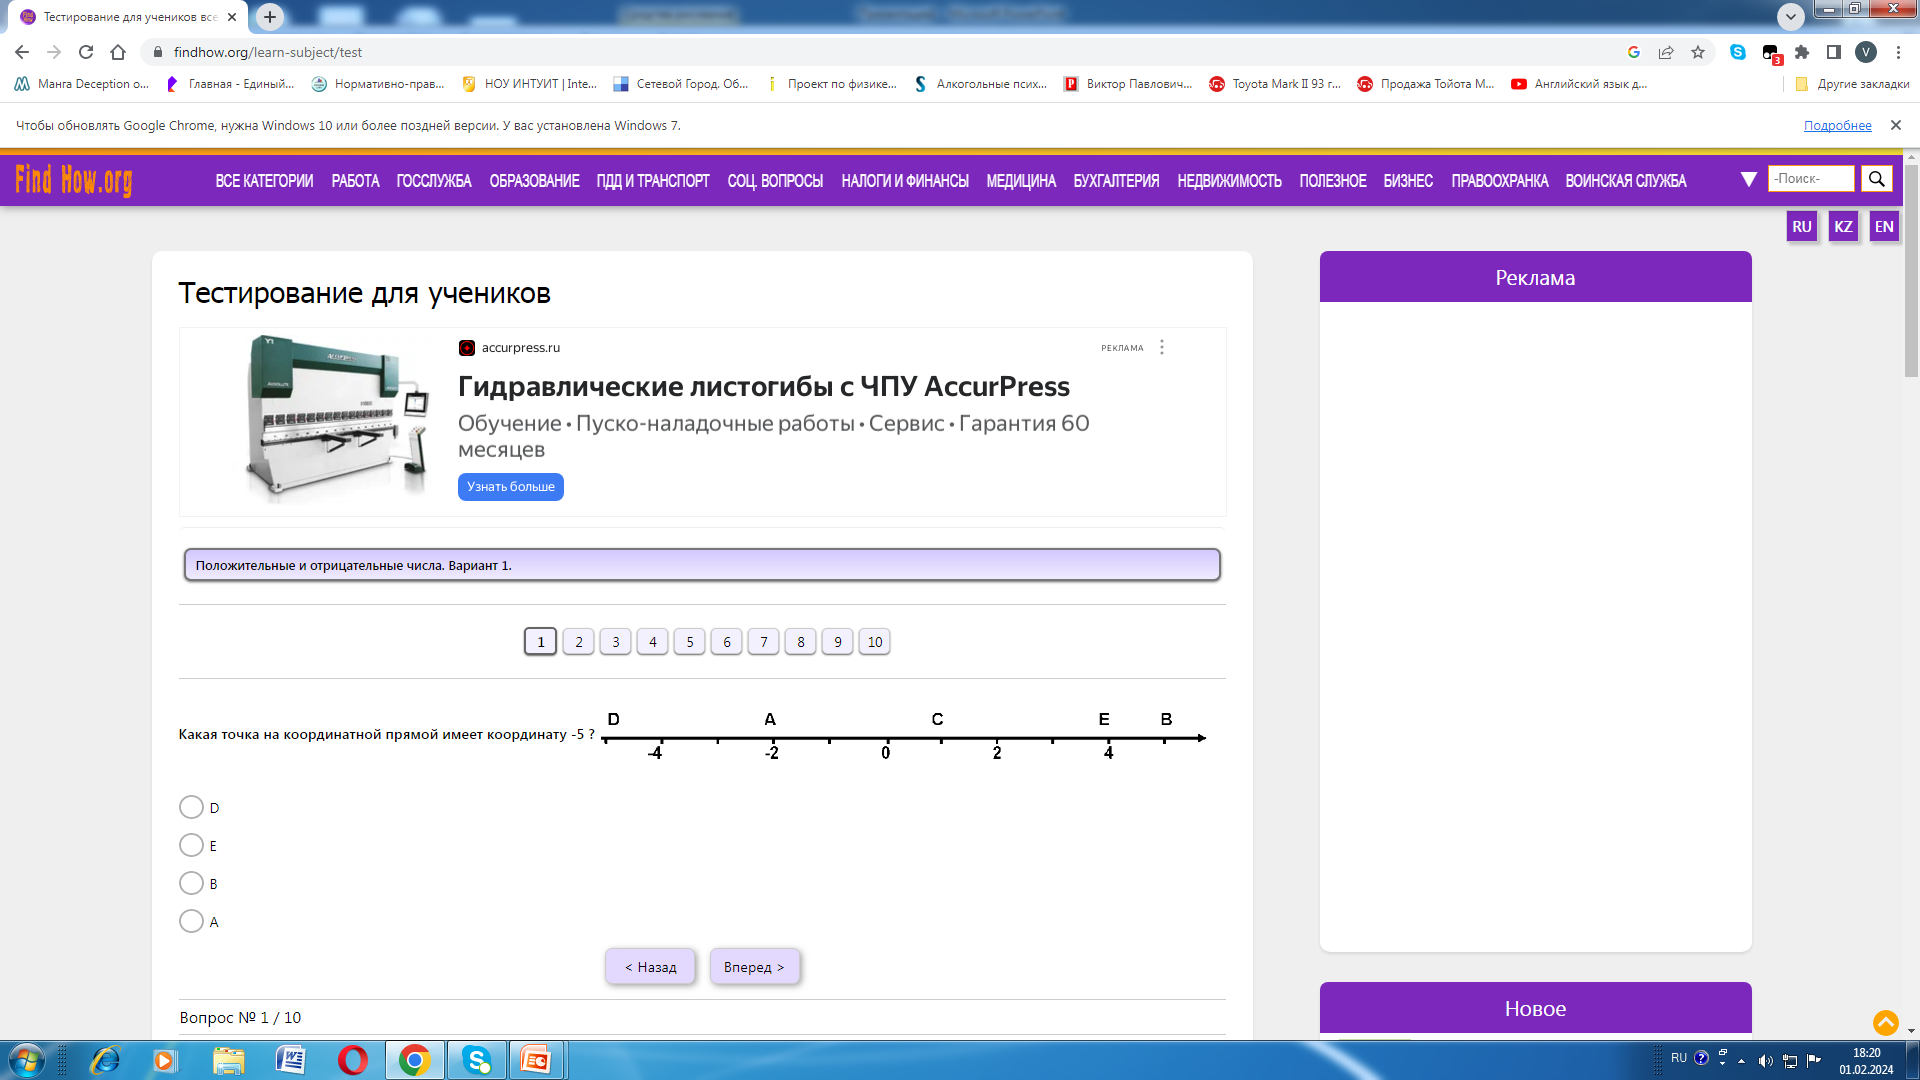 Тестирование для учеников все
findhow.org/learn-subject/test
3
V
Манга Deception o...
Главная - Единый...
Нормативно-прав...
НОУ ИНТУИТ | Inte...
Сетевой Город. Об...
Проект по физике...
Алкогольные псих...
Виктор Павлович...
Toyota Mark II 93 г...
Продажа Тойота М...
Английский язык д...
Другие закладки
Чтобы обновлять Google Chrome, нужна Windows 10 или более поздней версии. У вас установлена Windows 7.
Подробнее
Find How.org
ВСЕ КАТЕГОРИИ РАБОТА ГОССЛУЖБА ОБРАЗОВАНИЕ ПДД И ТРАНСПОРТ СОЦ. ВОПРОСЫ НАЛОГИ И ФИНАНСЫ МЕДИЦИНА БУХГАЛТЕРИЯ НЕДВИЖИМОСТЬ ПОЛЕЗНОЕ БИЗНЕС ПРАВООХРАНКА ВОИНСКАЯ СЛУЖБА
-Поиск-
RU KZ EN
Тестирование для учеников
accurpress.ru
РЕКЛАМА
Гидравлические листогибы с ЧПУ AccurPress
Обучение • Пуско-наладочные работы • Сервис • Гарантия 60
месяцев
Узнать больше
Положительные и отрицательные числа. Вариант 1.
1 2 3 4 5 6 7 8 9 10
Какая точка на координатной прямой имеет координату -5 ?
D A C E B
-4 -2 0 2 4
D
E
B
A
< Назад Вперед >
Вопрос № 1 / 10
Реклама
Новое
RU
18:20
01.02.2024